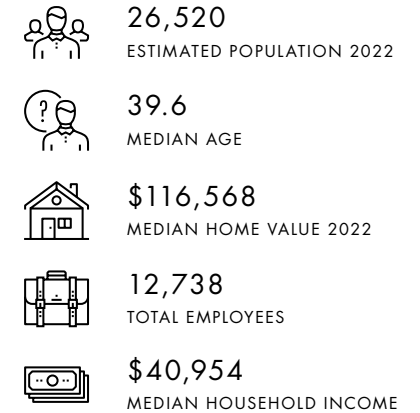 26,520
ESTIMATED POPULATION 2022
39.6
MEDIAN AGE
$116,568
MEDIAN HOME VALUE 2022
12,738
TOTAL EMPLOYEES
$40,954
MEDIAN HOUSEHOLD INCOME